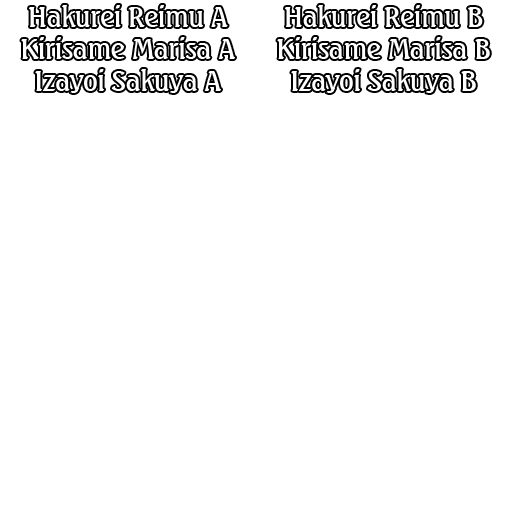 Hakurei Reimu A
Kirisame Marisa A
Izayoi Sakuya A
Hakurei Reimu B
Kirisame Marisa B
Izayoi Sakuya B